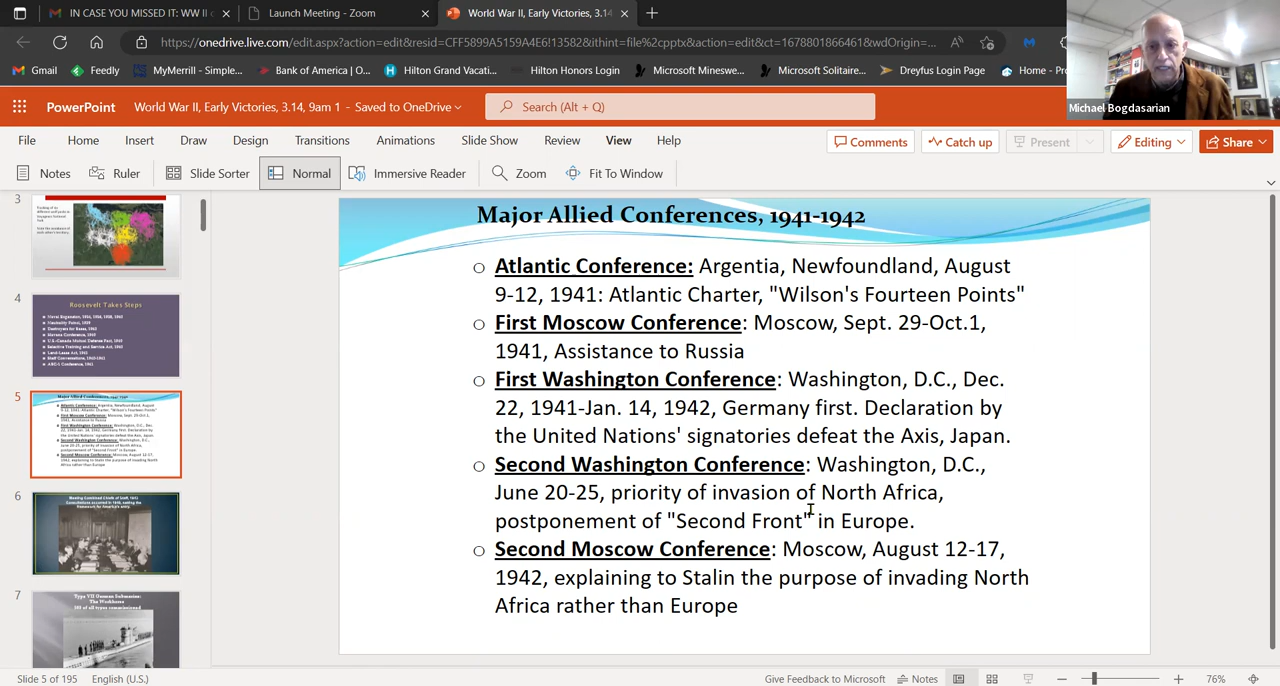 IN CASE YOU MISSED IT: WW II c
Launch Meeting - Zoom
World War II, Early Victories, 3.14
https://onedrive.live.com/edit.aspx?action=edit&resid=CFF5899A5159A4E6!13582&ithint=file%2cpptx&action=edit&ct=1678801866461&wdOrigin=...
Gmail
Feedly
MyMerrill - Simple...
Bank of America | O...
Hilton Grand Vacati...
Hilton Honors Login
Microsoft Mineswe...
Microsoft Solitaire...
Dreyfus Login Page
Home - Pr
Michael Bogdasarian
PowerPoint
World War II, Early Victories, 3.14, 9am 1 - Saved to OneDrive
Search (Alt + Q)
File
Home
Insert
Draw
Design
Transitions
Animations
Slide Show
Review
View
Help
Comments
Catch up
Present
Editing
Share
Notes
Ruler
Slide Sorter
Normal
Immersive Reader
Zoom
Fit To Window
3
4
Roosevelt Takes Steps
5
6
7
Type VII German Submarine:
The Workhorse
Major Allied Conferences, 1941-1942
Atlantic Conference: Argentia, Newfoundland, August
9-12, 1941: Atlantic Charter, "Wilson's Fourteen Points"
First Moscow Conference: Moscow, Sept. 29-Oct.1,
1941, Assistance to Russia
First Washington Conference: Washington, D.C., Dec.
22, 1941-Jan. 14, 1942, Germany first. Declaration by
the United Nations' signatories defeat the Axis, Japan.
Second Washington Conference: Washington, D.C.,
June 20-25, priority of invasion of North Africa,
postponement of "Second Front" in Europe.
Second Moscow Conference: Moscow, August 12-17,
1942, explaining to Stalin the purpose of invading North
Africa rather than Europe
Slide 5 of 195
English (U.S.)
Give Feedback to Microsoft
Notes
76%